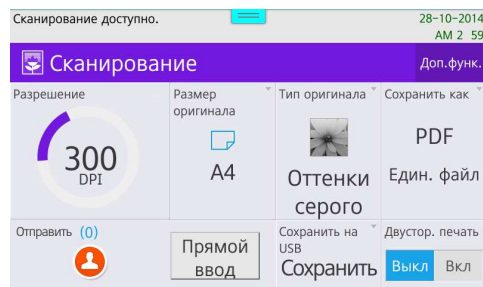 Сканирование доступно.
28-10-2014
AM 2 59
Сканирование
Доп.функ.
Разрешение
300
DPI
Размер
оригинала
A4
Тип оригинала
Оттенки
серого
Сохранить как
PDF
Един. файл
Отправить (0)
Прямой
ввод
Сохранить на
USB
Сохранить
Двустор. печать
Выкл Вкл